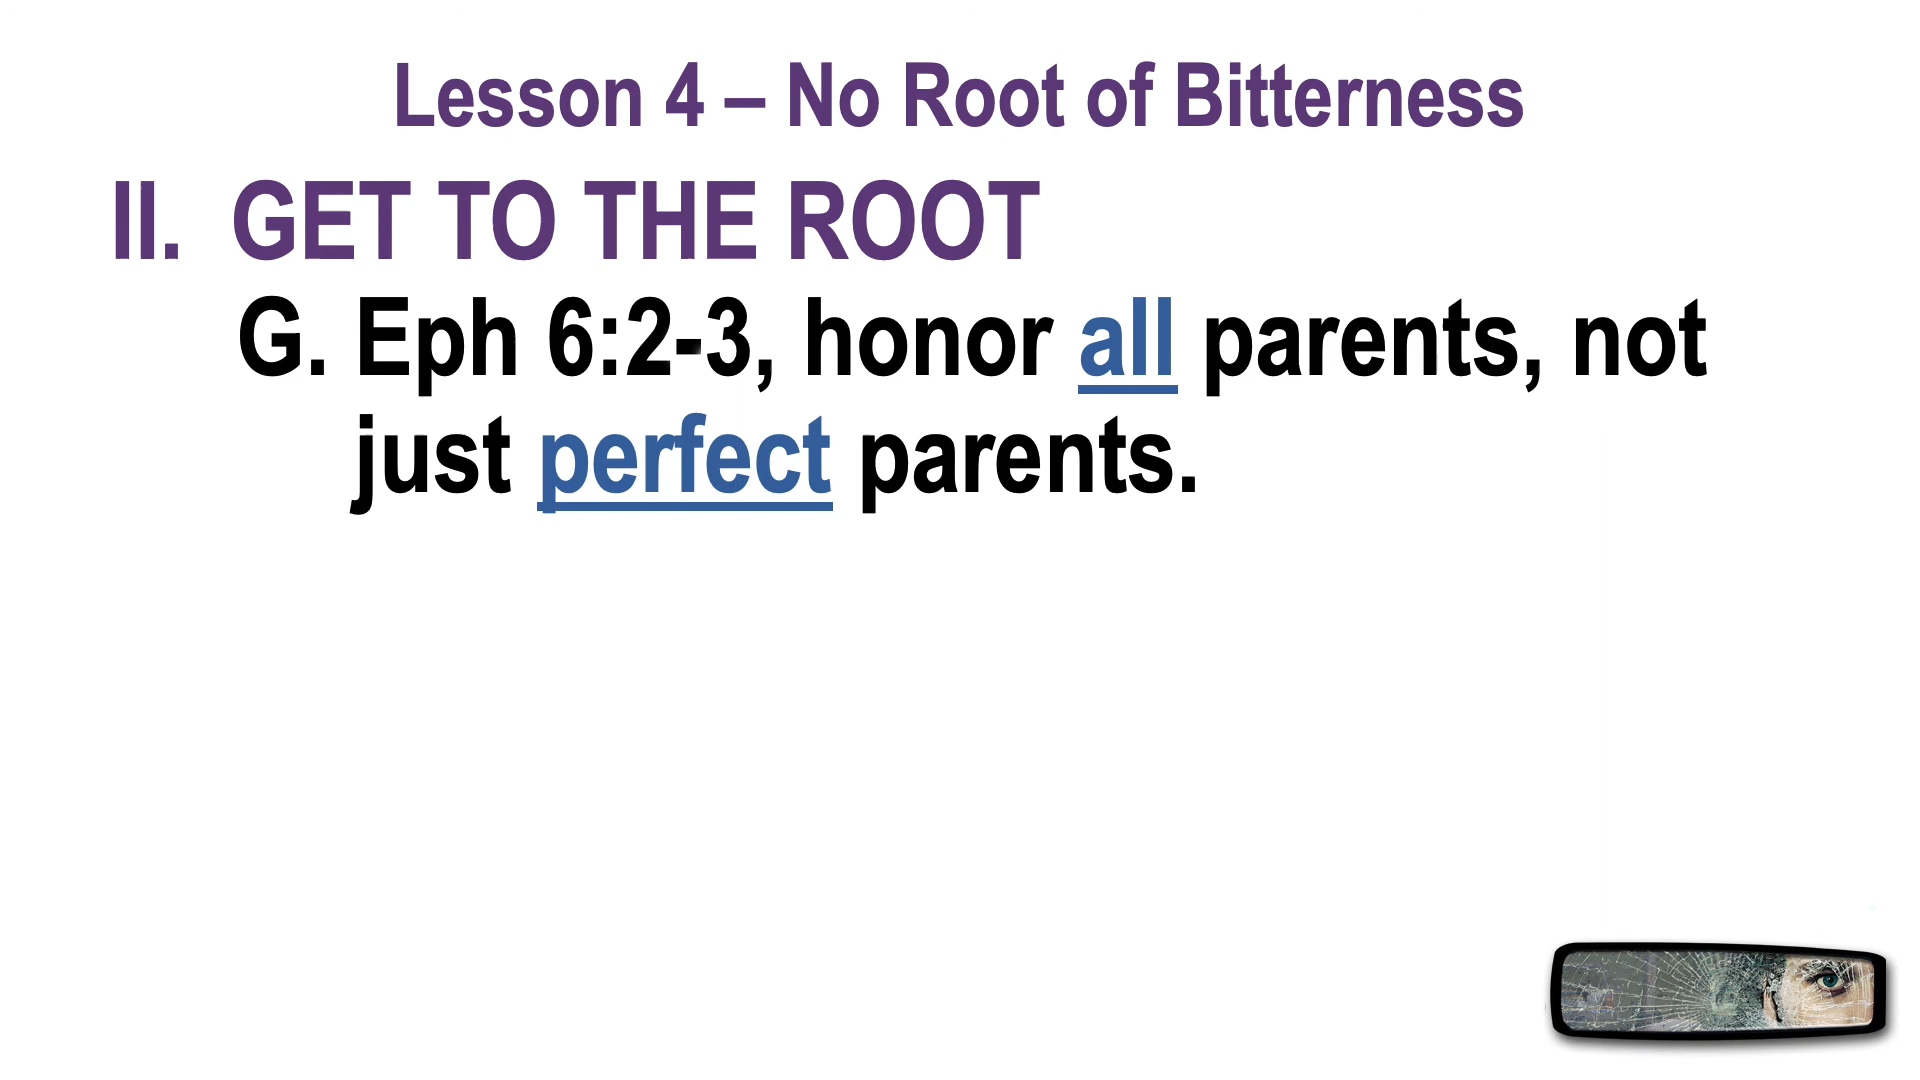 Lesson 4 – No Root of Bitterness
II. GET TO THE ROOT
G. Eph 6:2-3, honor all parents, not
just perfect parents.